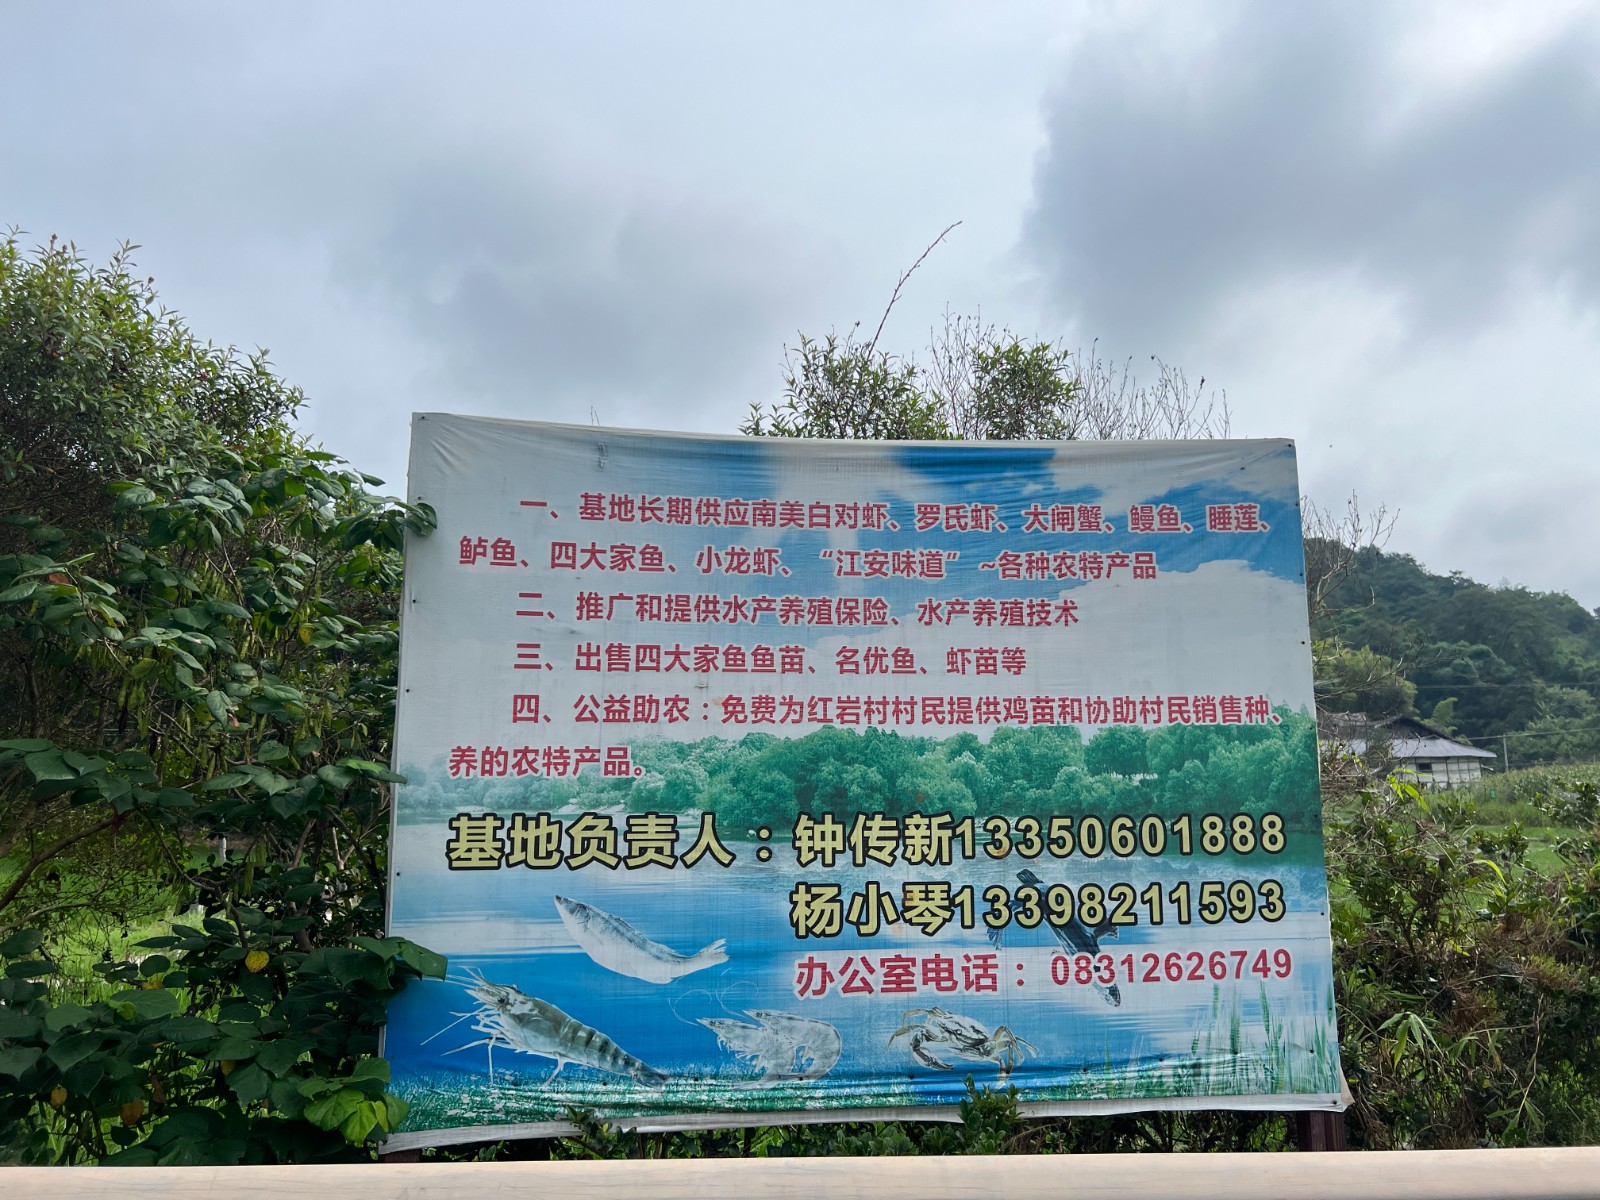 一、基地长期供应南美白对虾、罗氏虾、大闸蟹、鳗鱼、睡莲、
鲈鱼、四大家鱼、小龙虾、“江安味道”~各种农特产品
二、推广和提供水产养殖保险、水产养殖技术
三、出售四大家鱼鱼苗、名优鱼、虾苗等
四、公益助农：免费为红岩村村民提供鸡苗和协助村民销售种、
养的农特产品。
基地负责人：钟传新13350601888
杨小琴13398211593
办公室电话：08312626749